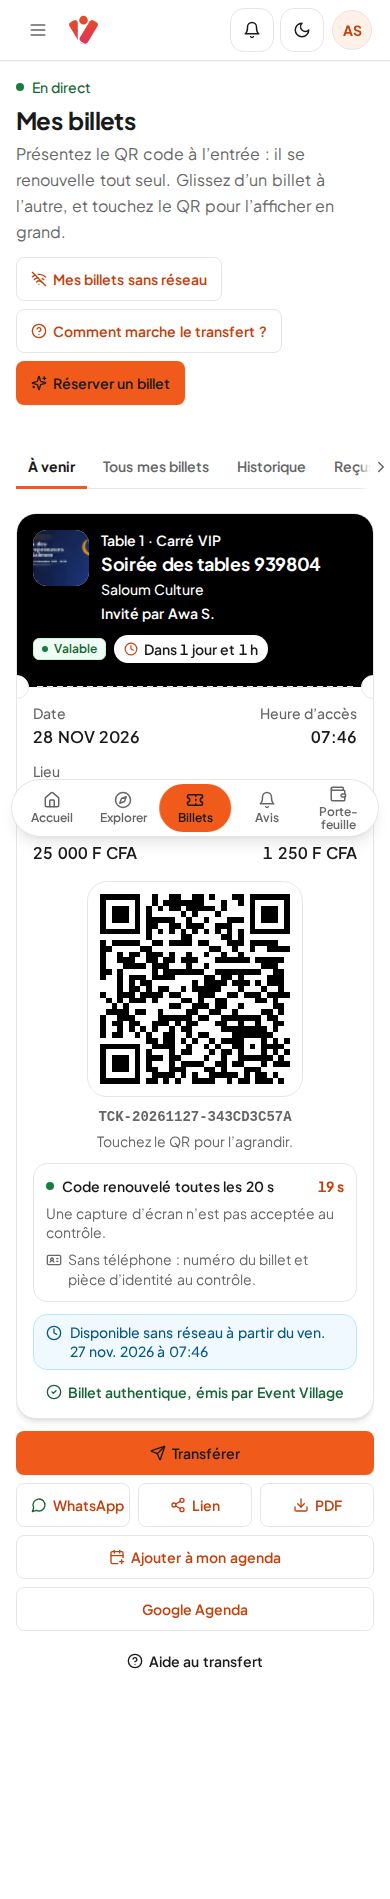 AS
En direct
Mes billets
Présentez le QR code à l’entrée : il se
renouvelle tout seul. Glissez d’un billet à
l’autre, et touchez le QR pour l’afficher en
grand.
Mes billets sans réseau
Comment marche le transfert ?
Réserver un billet
À venir
Tous mes billets
Historique
Reçus
Table 1 · Carré VIP
Soirée des tables 939804
Saloum Culture
Invité par Awa S.
Valable
Dans 1 jour et 1 h
Date
Heure d’accès
28 NOV 2026
07:46
Lieu
Accueil
Explorer
Billets
Avis
Porte-
feuille
25 000 F CFA
1 250 F CFA
TCK-20261127-343CD3C57A
Touchez le QR pour l’agrandir.
Code renouvelé toutes les 20 s
19 s
Une capture d’écran n’est pas acceptée au
contrôle.
Sans téléphone : numéro du billet et
pièce d’identité au contrôle.
Disponible sans réseau à partir du ven.
27 nov. 2026 à 07:46
Billet authentique, émis par Event Village
Transférer
WhatsApp
Lien
PDF
Ajouter à mon agenda
Google Agenda
Aide au transfert